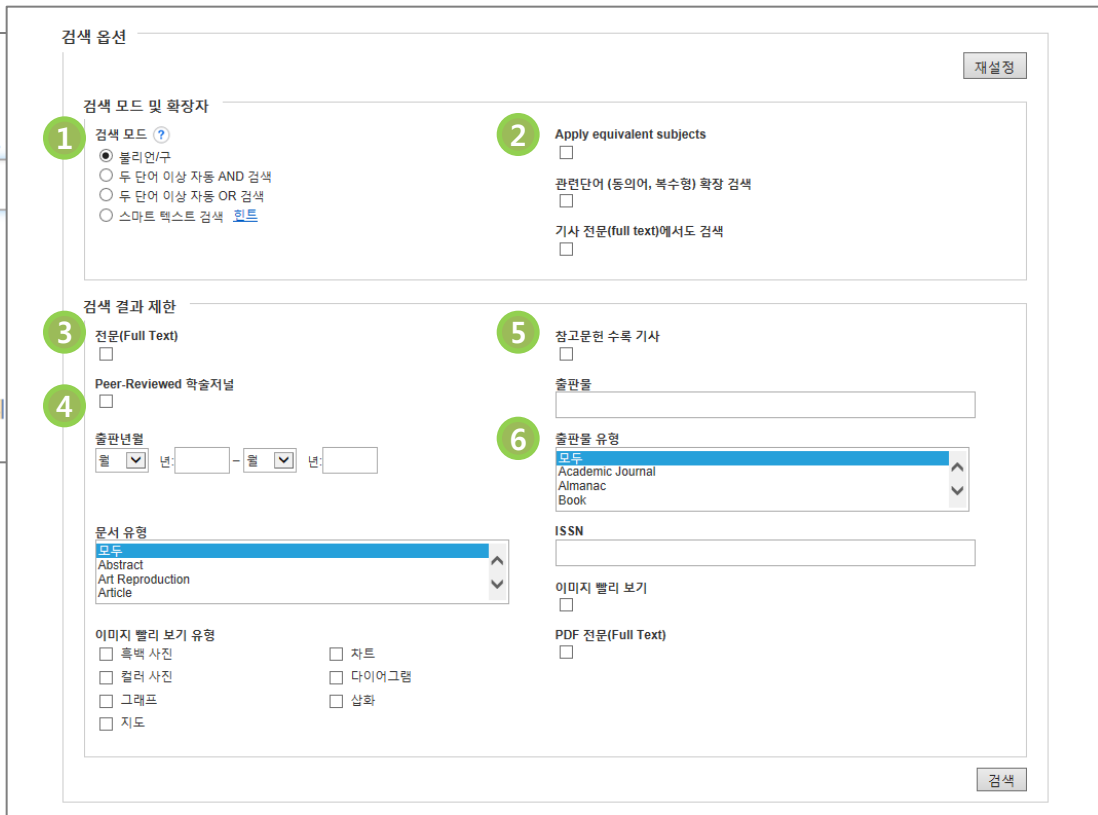 검색 옵션
재설정
검색 모드 및 확장자
1
검색 모드 ?
불리언/구
두 단어 이상 자동 AND 검색
두 단어 이상 자동 OR 검색
스마트 텍스트 검색 힌트
2
Apply equivalent subjects
관련단어 (동의어, 복수형) 확장 검색
기사 전문(full text)에서도 검색
검색 결과 제한
3
전문(Full Text)
4
Peer-Reviewed 학술저널
출판년월
월 년: – 월 년:
문서 유형
모두
Abstract
Art Reproduction
Article
이미지 빨리 보기 유형
흑백 사진 차트
컬러 사진 다이어그램
그래프 삽화
지도
5
참고문헌 수록 기사
출판물
6
출판물 유형
모두
Academic Journal
Almanac
Book
ISSN
이미지 빨리 보기
PDF 전문(Full Text)
검색